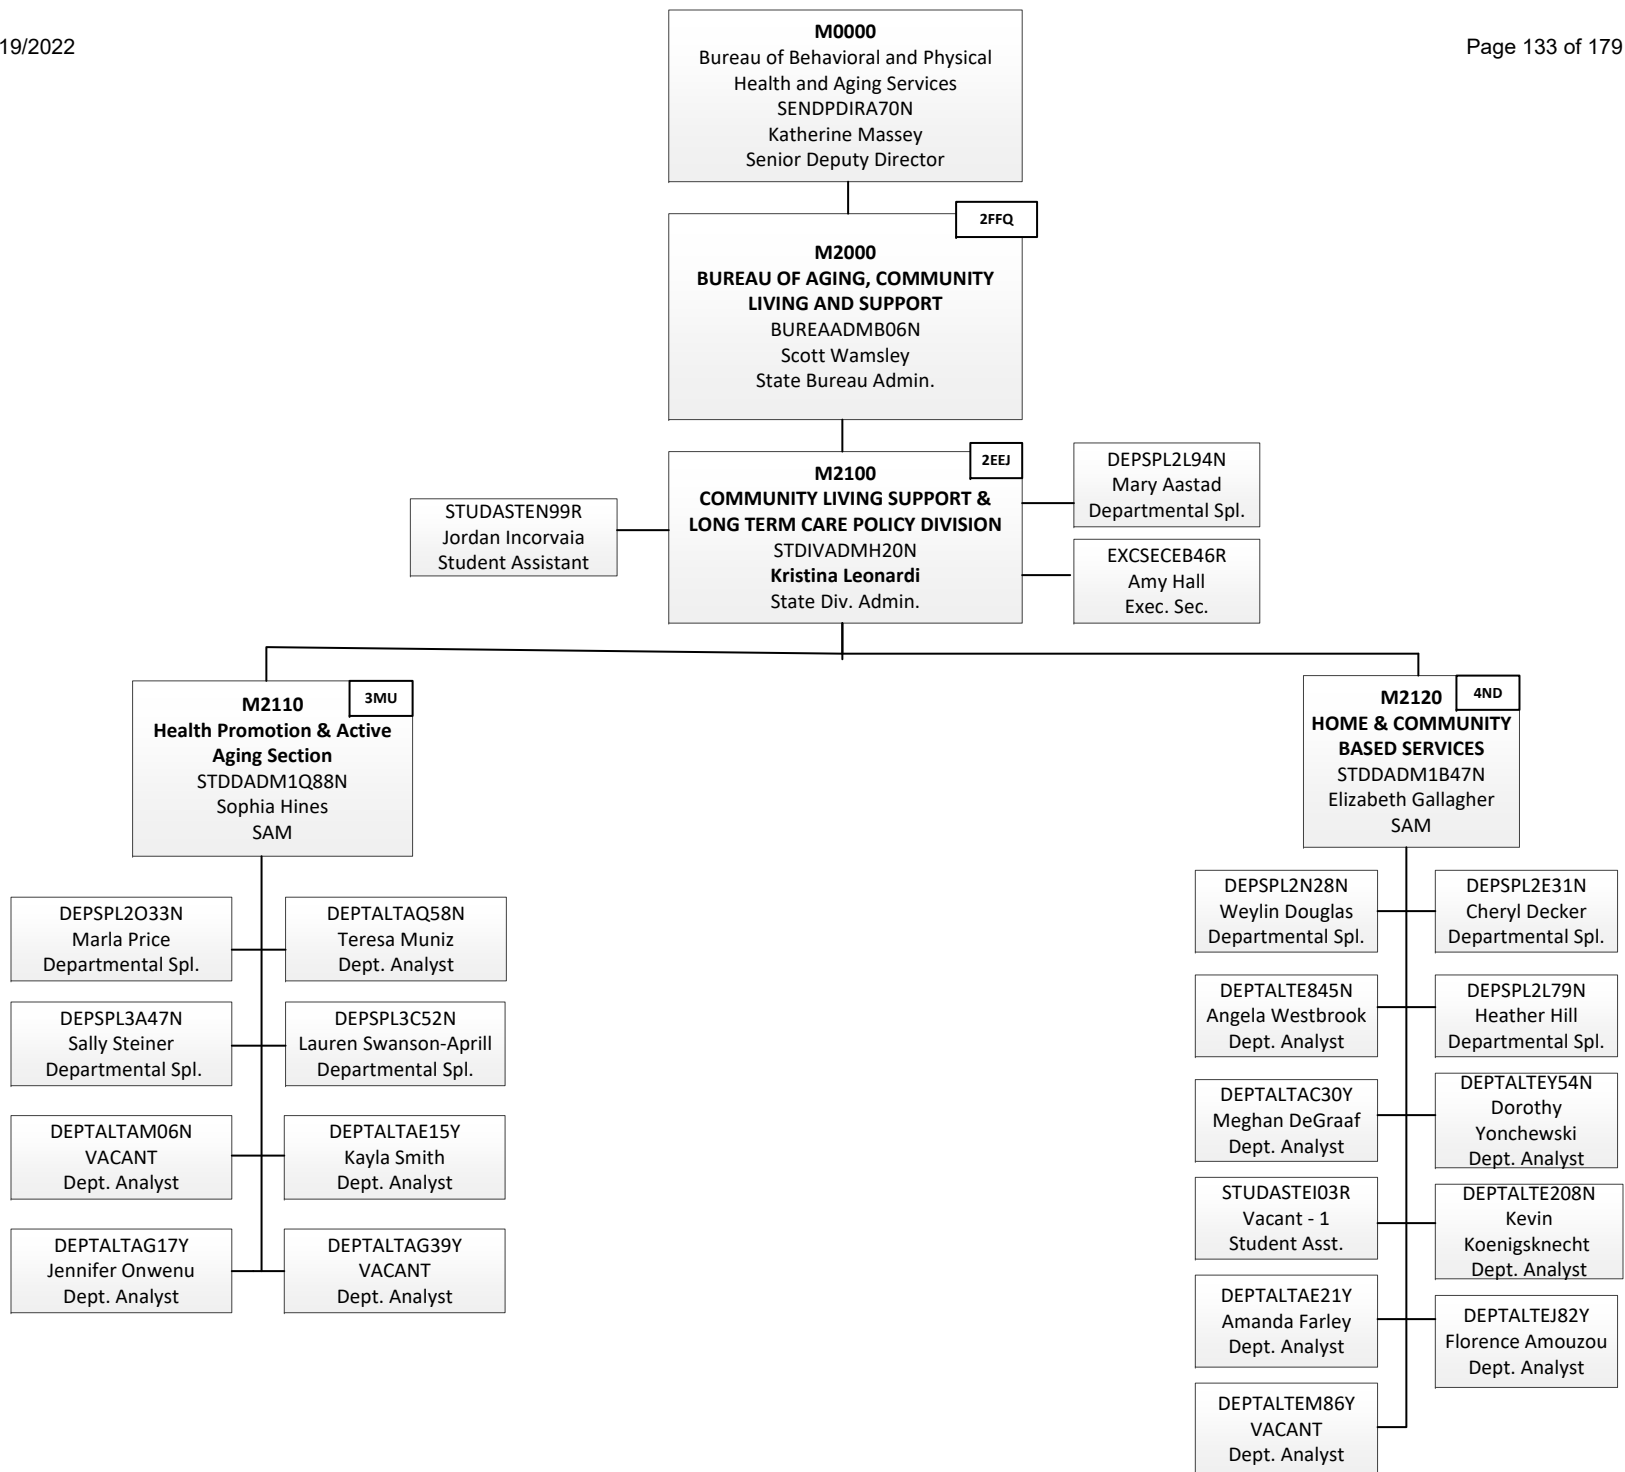 19/2022
Page 133 of 179
M0000
Bureau of Behavioral and Physical
Health and Aging Services
SENDPDIRA70N
Katherine Massey
Senior Deputy Director
2FFQ
M2000
BUREAU OF AGING, COMMUNITY
LIVING AND SUPPORT
BUREAADMB06N
Scott Wamsley
State Bureau Admin.
2EEJ
M2100
COMMUNITY LIVING SUPPORT &
LONG TERM CARE POLICY DIVISION
STDIVADMH20N
Kristina Leonardi
State Div. Admin.
STUDASTEN99R
Jordan Incorvaia
Student Assistant
DEPSPL2L94N
Mary Aastad
Departmental Spl.
EXCSECEB46R
Amy Hall
Exec. Sec.
M2110
3MU
Health Promotion & Active
Aging Section
STDDADM1Q88N
Sophia Hines
SAM
M2120
4ND
HOME & COMMUNITY
BASED SERVICES
STDDADM1B47N
Elizabeth Gallagher
SAM
DEPSPL2O33N
Marla Price
Departmental Spl.
DEPTALTAQ58N
Teresa Muniz
Dept. Analyst
DEPSPL3A47N
Sally Steiner
Departmental Spl.
DEPSPL3C52N
Lauren Swanson-Aprill
Departmental Spl.
DEPTALTAM06N
VACANT
Dept. Analyst
DEPTALTAE15Y
Kayla Smith
Dept. Analyst
DEPTALTAG17Y
Jennifer Onwenu
Dept. Analyst
DEPTALTAG39Y
VACANT
Dept. Analyst
DEPSPL2N28N
Weylin Douglas
Departmental Spl.
DEPSPL2E31N
Cheryl Decker
Departmental Spl.
DEPTALTE845N
Angela Westbrook
Dept. Analyst
DEPSPL2L79N
Heather Hill
Departmental Spl.
DEPTALTAC30Y
Meghan DeGraaf
Dept. Analyst
DEPTALTEY54N
Dorothy
Yonchewski
Dept. Analyst
STUDASTEI03R
Vacant - 1
Student Asst.
DEPTALTE208N
Kevin
Koenigsknecht
Dept. Analyst
DEPTALTAE21Y
Amanda Farley
Dept. Analyst
DEPTALTEJ82Y
Florence Amouzou
Dept. Analyst
DEPTALTEM86Y
VACANT
Dept. Analyst